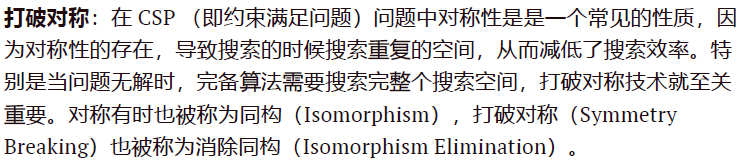 打破对称：在 CSP （即约束满足问题）问题中对称性是是一个常见的性质，因
为对称性的存在，导致搜索的时候搜索重复的空间，从而减低了搜索效率。特
别是当问题无解时，完备算法需要搜索完整个搜索空间，打破对称技术就至关
重要。对称有时也被称为同构（Isomorphism），打破对称（Symmetry
Breaking）也被称为消除同构（Isomorphism Elimination）。